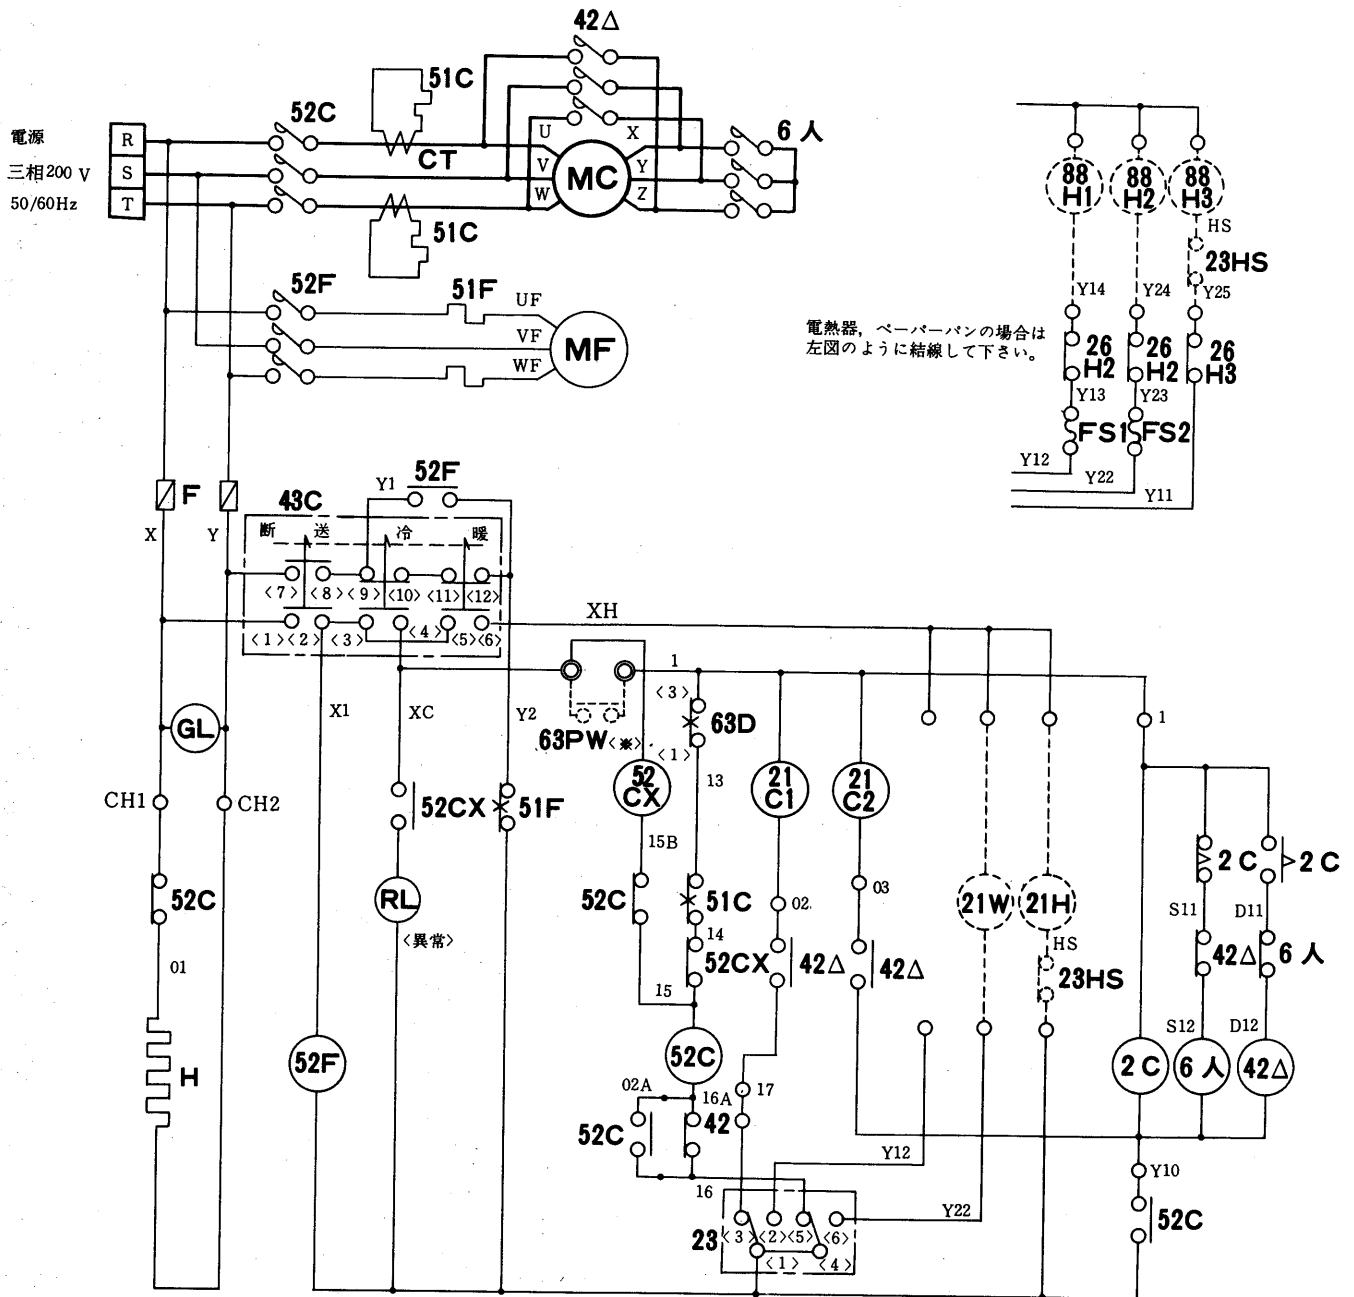 42△
51C
52C
電源
三相200 V
50/60Hz
R
S
T
CT
U
V
W
MC
X
Y
Z
6人
51C
52F
51F
UF
VF
WF
MF
88
H1
88
H2
88
H3
HS
23HS
Y14
Y24
Y25
電熱器，ペーパーパンの場合は
左図のように結線して下さい。
26
H2
26
H2
26
H3
Y13
Y23
FS1
FS2
Y12
Y22
Y11
F
X
Y
43C
Y1
52F
断 送 冷 暖
〈7〉 〈8〉 〈9〉 〈10〉 〈11〉 〈12〉
〈1〉 〈2〉 〈3〉 〈4〉 〈5〉 〈6〉
XH
1
GL
X1
XC
Y2
63PW〈※〉
〈3〉
63D
〈1〉
13
1
CH1
CH2
52CX
51F
52
CX
15B
21
C1
21
C2
2C
2C
52C
RL
〈異常〉
52C
51C
14
02
03
21W
21H
S11
D11
01
52CX
42△
42△
HS
23HS
42△
6人
15
H
52F
52C
S12
D12
2C
6人
42△
02A
16A
17
52C
42
16
Y12
Y22
Y10
52C
23
〈3〉 〈2〉 〈5〉 〈6〉
〈1〉 〈4〉